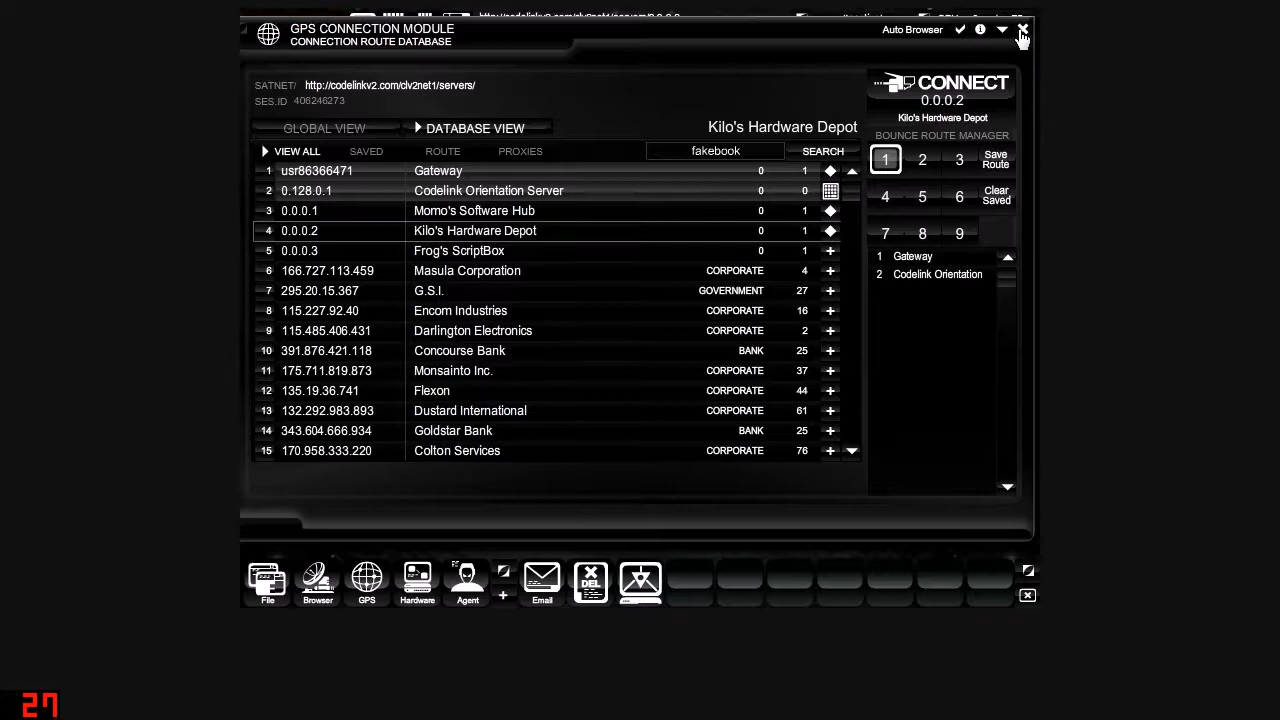 GPS CONNECTION MODULE
CONNECTION ROUTE DATABASE
Auto Browser
SATNET/ http://codelinkv2.com/clv2net1/servers/
SES.ID 406246273
CONNECT
0.0.0.2
Kilo's Hardware Depot
GLOBAL VIEW DATABASE VIEW Kilo's Hardware Depot
BOUNCE ROUTE MANAGER
VIEW ALL SAVED ROUTE PROXIES fakebook SEARCH
1 2 3 Save Route
4 5 6 Clear Saved
7 8 9
1 Gateway
2 Codelink Orientation
1 usr86366471 Gateway 0 1
2 0.128.0.1 Codelink Orientation Server 0 0
3 0.0.0.1 Momo's Software Hub 0 1
4 0.0.0.2 Kilo's Hardware Depot 0 1
5 0.0.0.3 Frog's ScriptBox 0 1
6 166.727.113.459 Masula Corporation CORPORATE 4
7 295.20.15.367 G.S.I. GOVERNMENT 27
8 115.227.92.40 Encom Industries CORPORATE 16
9 115.485.406.431 Darlington Electronics CORPORATE 2
10 391.876.421.118 Concourse Bank BANK 25
11 175.711.819.873 Monsainto Inc. CORPORATE 37
12 135.19.36.741 Flexon CORPORATE 44
13 132.292.983.893 Dustard International CORPORATE 61
14 343.604.666.934 Goldstar Bank BANK 25
15 170.958.333.220 Colton Services CORPORATE 76
DEL
File Browser GPS Hardware Agent Email
27